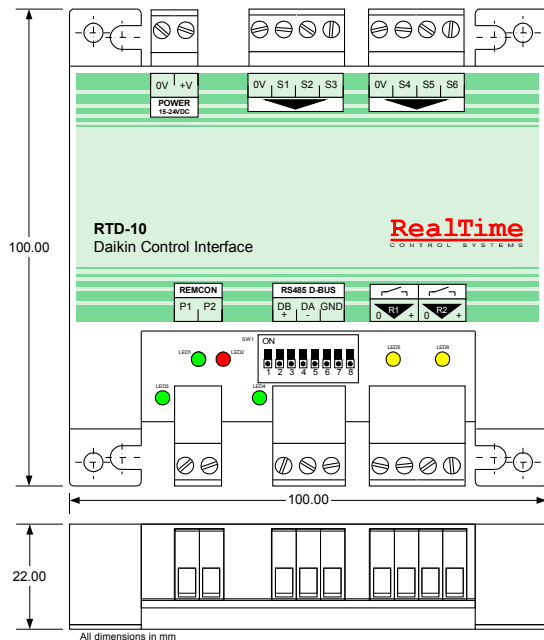 0V +V
POWER
15-24VDC
0V S1 S2 S3
0V S4 S5 S6
RTD-10
Daikin Control Interface
RealTime
CONTROL SYSTEMS
100.00
REMCON
P1 P2
RS485 D-BUS
DB DA GND
+ -
R1 R2
0 + 0 +
SW1
ON
1 2 3 4 5 6 7 8
LED1
LED2
LED5
LED6
LED3
LED4
100.00
22.00
All dimensions in mm